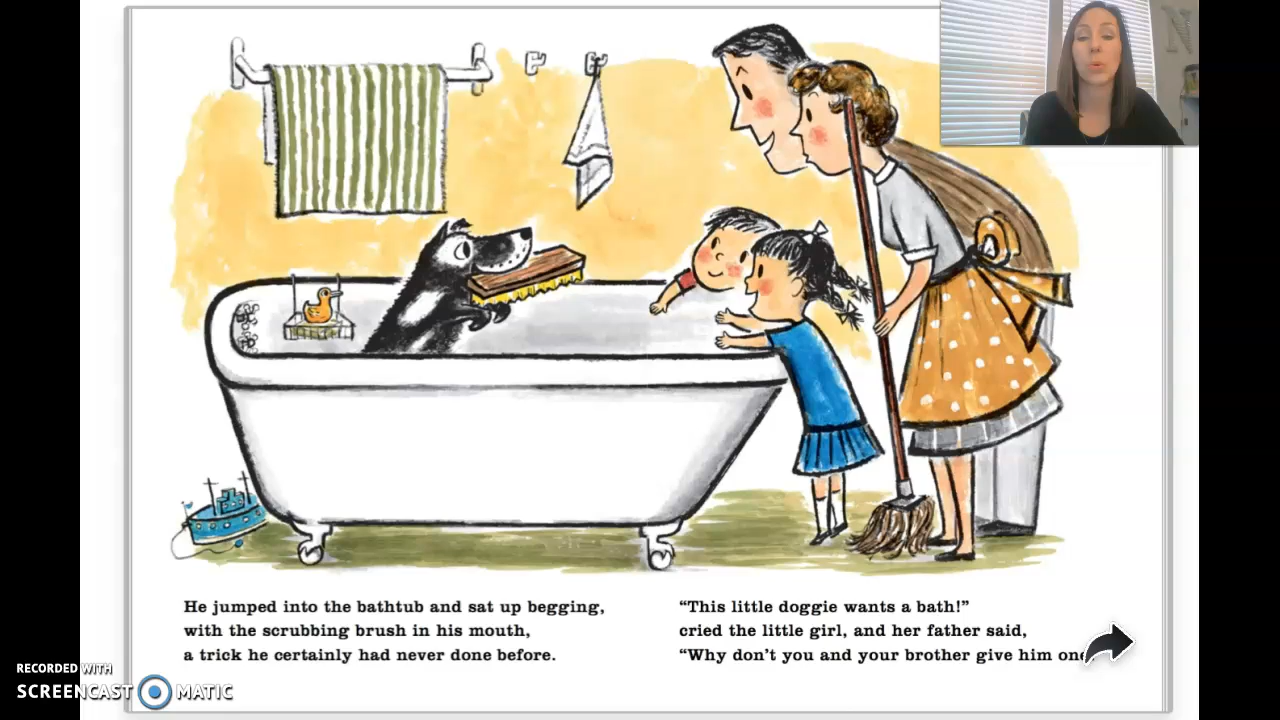 He jumped into the bathtub and sat up begging,
with the scrubbing brush in his mouth,
a trick he certainly had never done before.
“This little doggie wants a bath!”
cried the little girl, and her father said,
“Why don’t you and your brother give him one
RECORDED WITH
SCREENCAST MATIC